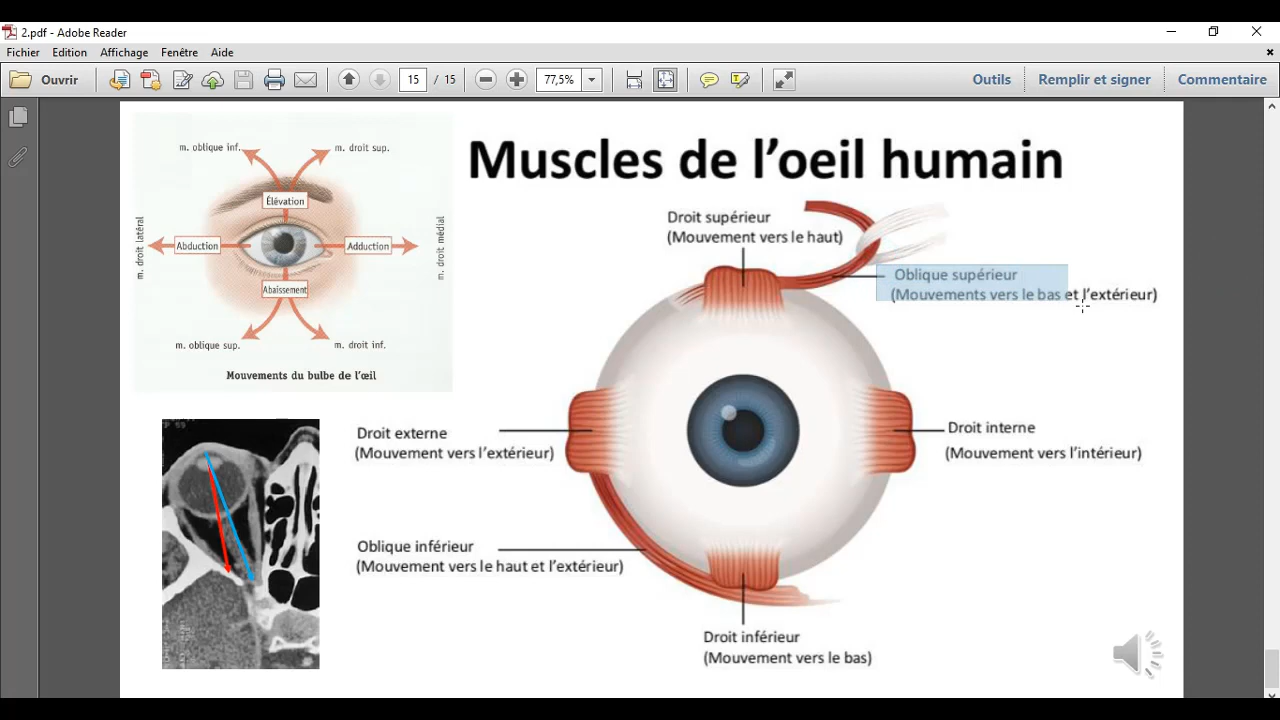 2.pdf - Adobe Reader
Fichier Edition Affichage Fenêtre Aide
Ouvrir
15 / 15
77,5%
Outils
Remplir et signer
Commentaire
Muscles de l’oeil humain
m. oblique inf.
m. droit sup.
Élévation
m. droit latéral
Abduction
Adduction
m. droit médial
Abaissement
m. oblique sup.
m. droit inf.
Mouvements du bulbe de l’œil
Droit supérieur
(Mouvement vers le haut)
Oblique supérieur
(Mouvements vers le bas et l’extérieur)
Droit externe
(Mouvement vers l’extérieur)
Droit interne
(Mouvement vers l’intérieur)
Oblique inférieur
(Mouvement vers le haut et l’extérieur)
Droit inférieur
(Mouvement vers le bas)